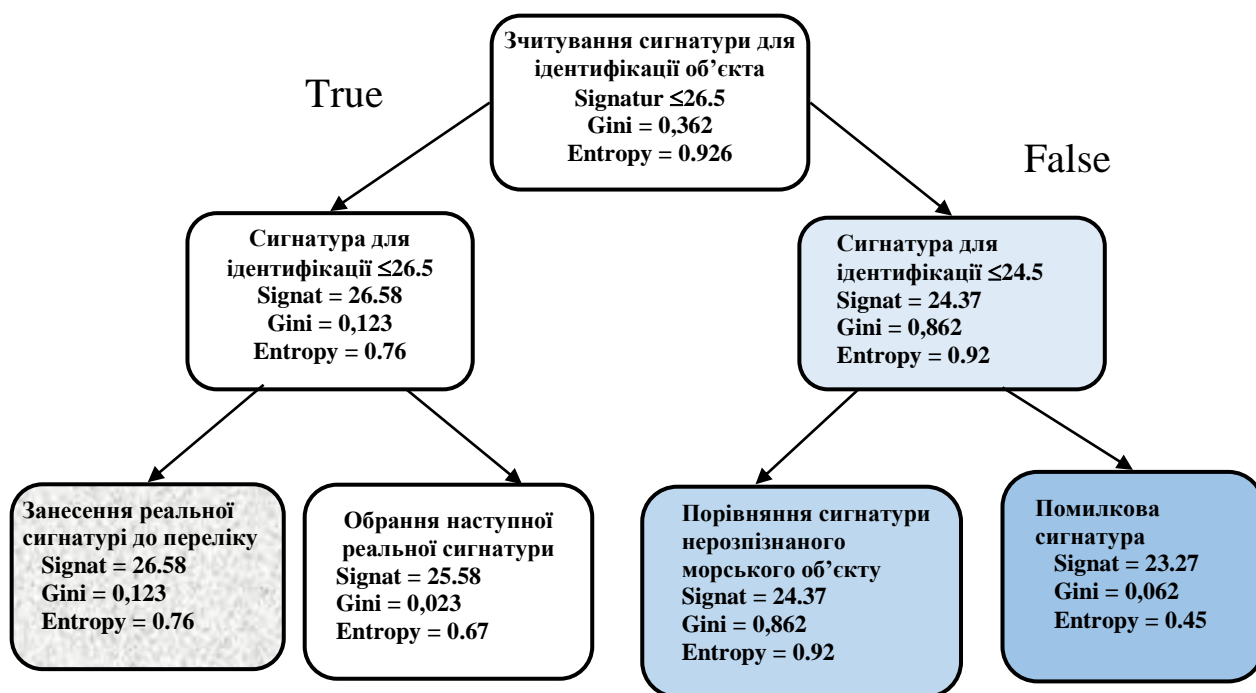 Зчитування сигнатури для
ідентифікації об’єкта
Signatur ≤26.5
Gini = 0,362
Entropy = 0.926
True
False
Сигнатура для
ідентифікації ≤26.5
Signat = 26.58
Gini = 0,123
Entropy = 0.76
Сигнатура для
ідентифікації ≤24.5
Signat = 24.37
Gini = 0,862
Entropy = 0.92
Занесення реальної
сигнатурі до переліку
Signat = 26.58
Gini = 0,123
Entropy = 0.76
Обрання наступної
реальної сигнатури
Signat = 25.58
Gini = 0,023
Entropy = 0.67
Порівняння сигнатури
нерозпізнаного
морського об’єкту
Signat = 24.37
Gini = 0,862
Entropy = 0.92
Помилкова
сигнатура
Signat = 23.27
Gini = 0,062
Entropy = 0.45